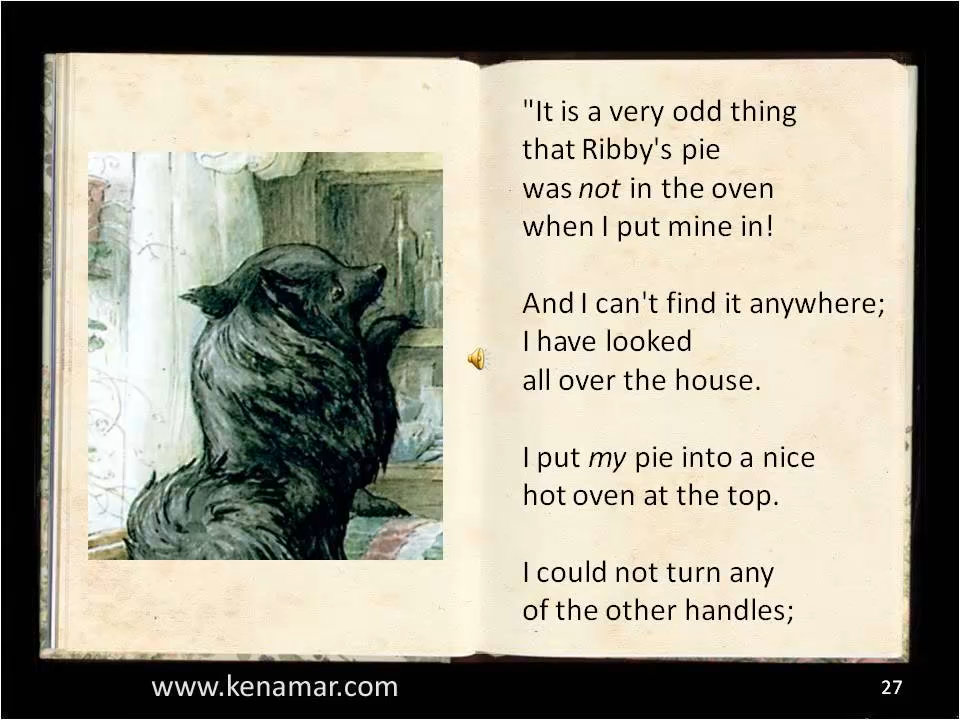 "It is a very odd thing
that Ribby's pie
was not in the oven
when I put mine in!
And I can't find it anywhere;
I have looked
all over the house.
I put my pie into a nice
hot oven at the top.
I could not turn any
of the other handles;
www.kenamar.com
27